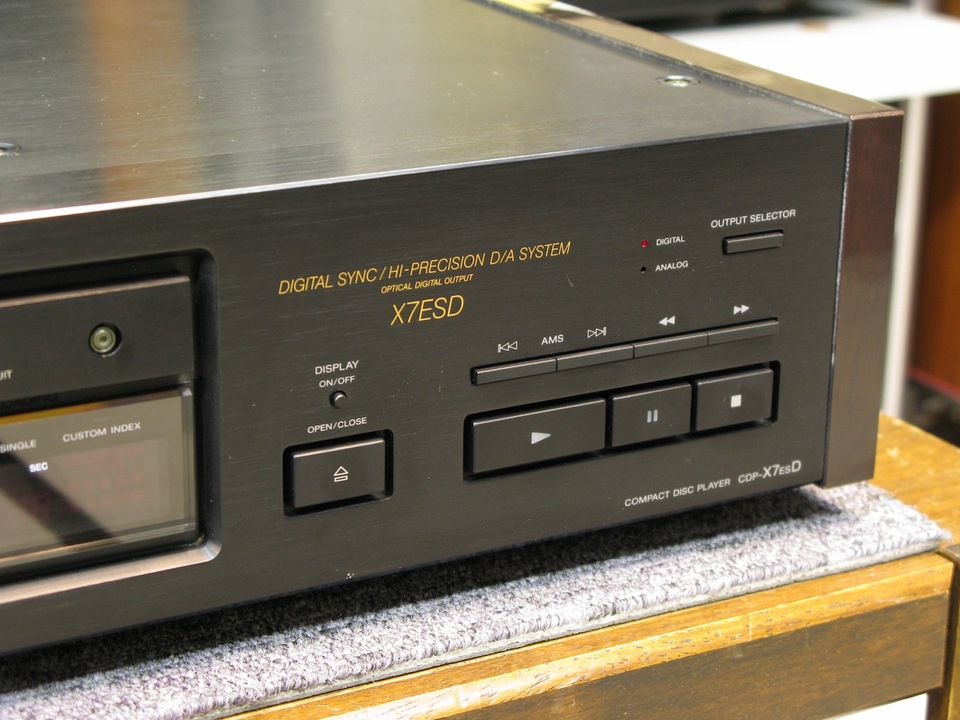 OUTPUT SELECTOR
DIGITAL
ANALOG
DIGITAL SYNC / HI-PRECISION D/A SYSTEM
OPTICAL DIGITAL OUTPUT
X7ESD
AMS
DISPLAY
ON/OFF
OPEN/CLOSE
SINGLE CUSTOM INDEX
SEC
COMPACT DISC PLAYER CDP-X7ESD